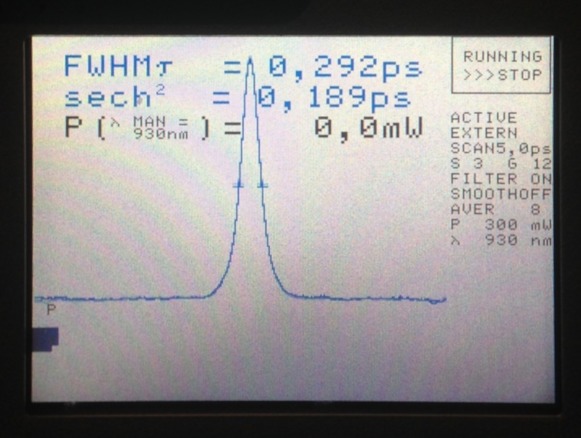 FWHMτ = 0,292ps
sech² = 0,189ps
P (λ MAN = 930nm) = 0,0mW
RUNNING
>>>STOP
ACTIVE
EXTERN
SCAN5,0ps
S 3 G 12
FILTER ON
SMOOTHOFF
AVER 8
P 300 mW
λ 930 nm
P